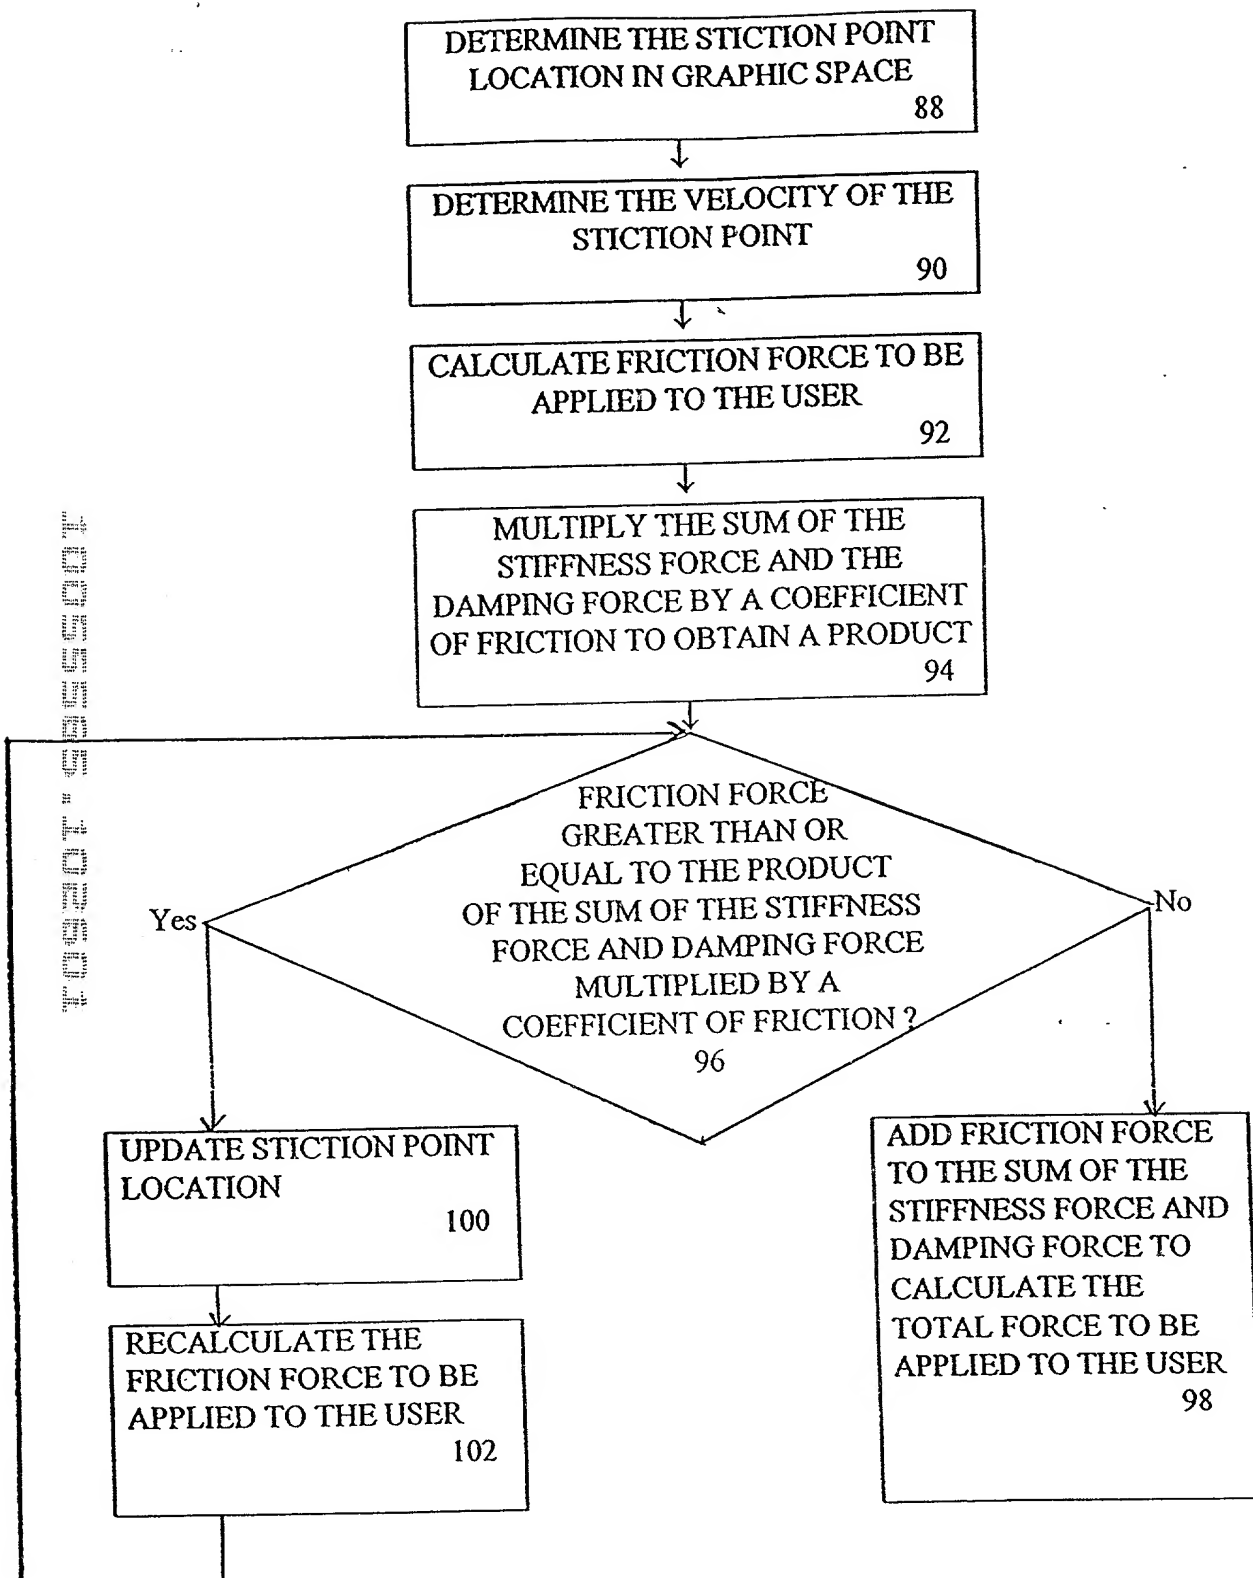 DETERMINE THE STICTION POINT
LOCATION IN GRAPHIC SPACE
88
DETERMINE THE VELOCITY OF THE
STICTION POINT
90
CALCULATE FRICTION FORCE TO BE
APPLIED TO THE USER
92
MULTIPLY THE SUM OF THE
STIFFNESS FORCE AND THE
DAMPING FORCE BY A COEFFICIENT
OF FRICTION TO OBTAIN A PRODUCT
94
FRICTION FORCE
GREATER THAN OR
EQUAL TO THE PRODUCT
OF THE SUM OF THE STIFFNESS
FORCE AND DAMPING FORCE
MULTIPLIED BY A
COEFFICIENT OF FRICTION ?
96
Yes
No
UPDATE STICTION POINT
LOCATION
100
RECALCULATE THE
FRICTION FORCE TO BE
APPLIED TO THE USER
102
ADD FRICTION FORCE
TO THE SUM OF THE
STIFFNESS FORCE AND
DAMPING FORCE TO
CALCULATE THE
TOTAL FORCE TO BE
APPLIED TO THE USER
98